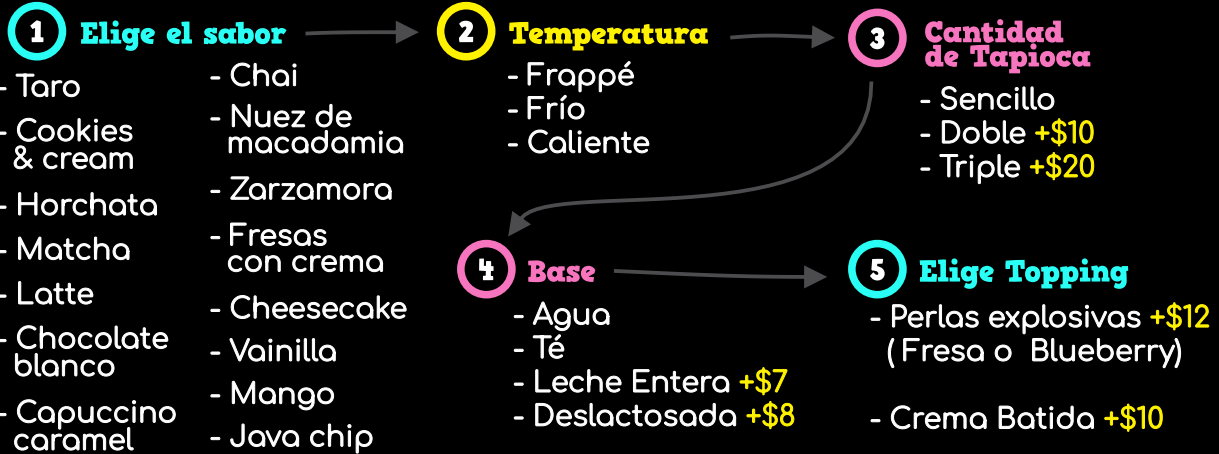 1 Elige el sabor
- Taro
- Cookies
& cream
- Horchata
- Matcha
- Latte
- Chocolate
blanco
- Capuccino
caramel
- Chai
- Nuez de
macadamia
- Zarzamora
- Fresas
con crema
- Cheesecake
- Vainilla
- Mango
- Java chip
2 Temperatura
- Frappé
- Frío
- Caliente
3 Cantidad
de Tapioca
- Sencillo
- Doble +$10
- Triple +$20
4 Base
- Agua
- Té
- Leche Entera +$7
- Deslactosada +$8
5 Elige Topping
- Perlas explosivas +$12
( Fresa o Blueberry)
- Crema Batida +$10